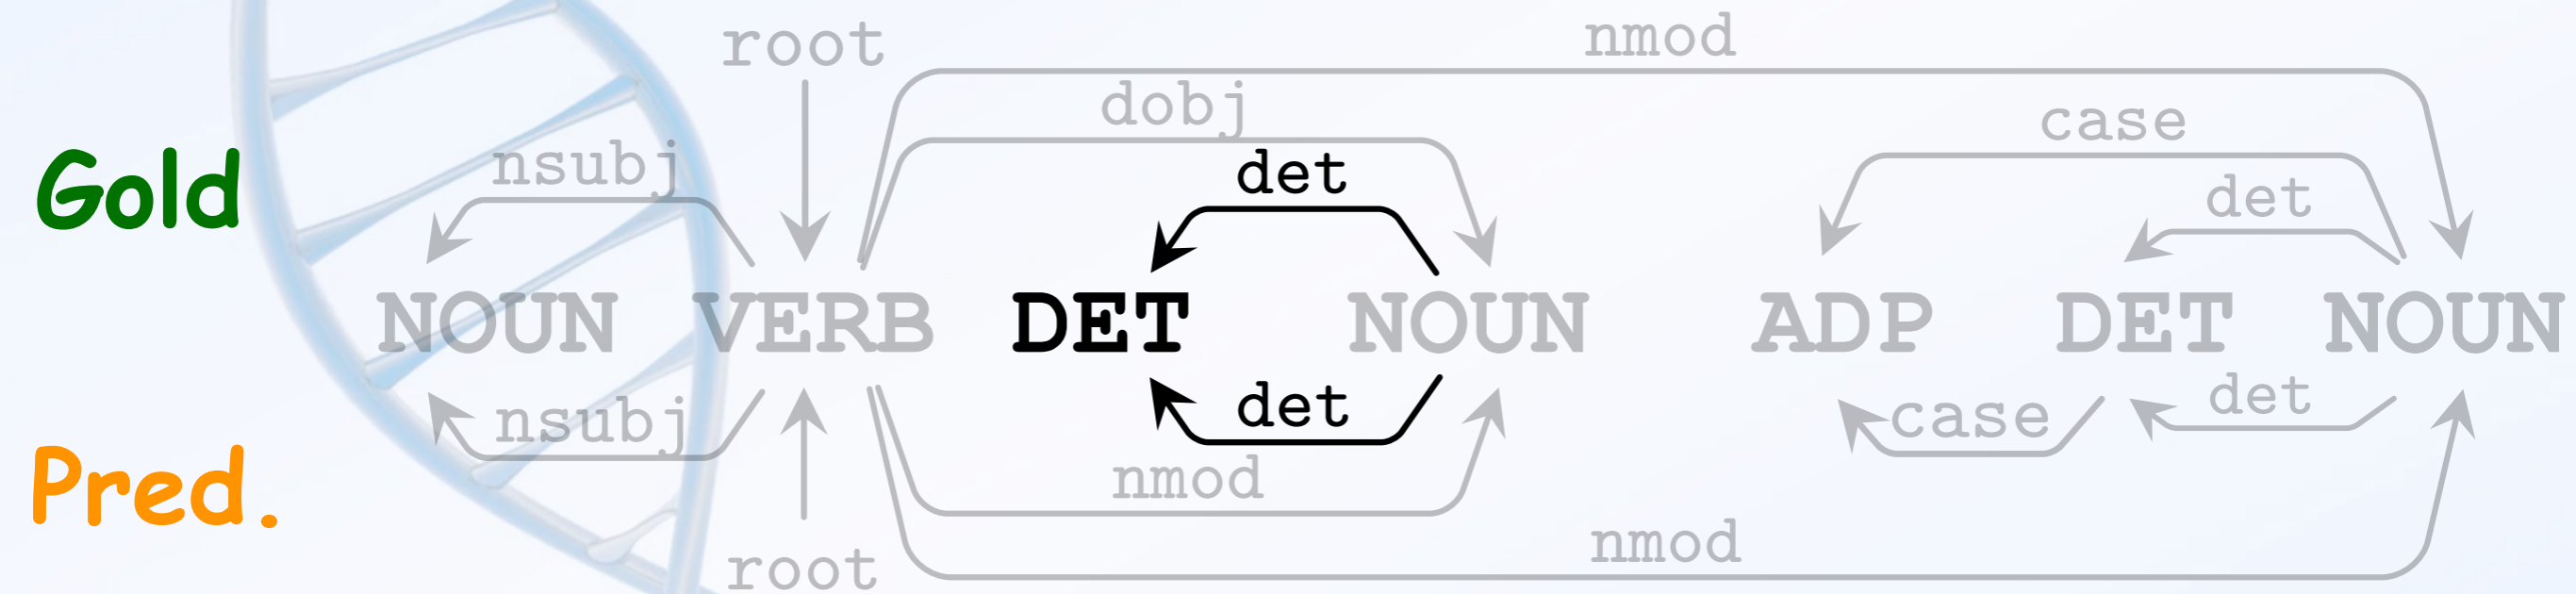 root nmod
dobj
case
nsubj det det
Gold
NOUN VERB DET NOUN ADP DET NOUN
nsubj det case det
Pred.
nmod
root nmod